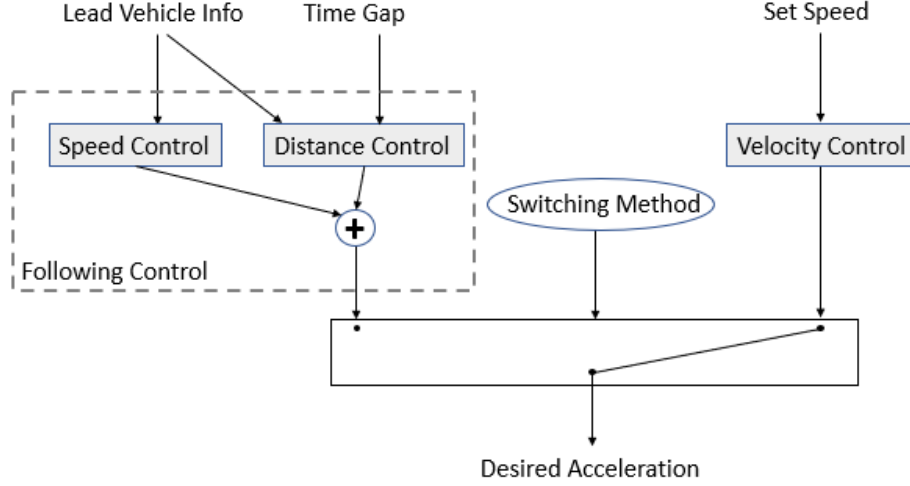 Lead Vehicle Info
Time Gap
Set Speed
Speed Control
Distance Control
Velocity Control
Switching Method
+
Following Control
Desired Acceleration